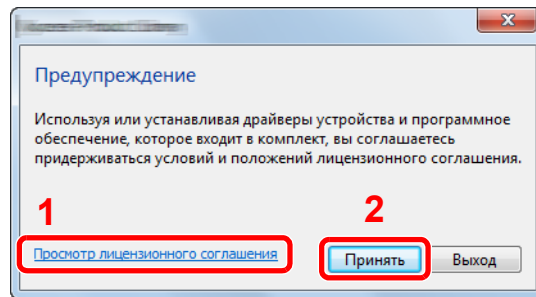 Предупреждение
Используя или устанавливая драйверы устройства и программное
обеспечение, которое входит в комплект, вы соглашаетесь
придерживаться условий и положений лицензионного соглашения.
1
2
Просмотр лицензионного соглашения
Принять
Выход